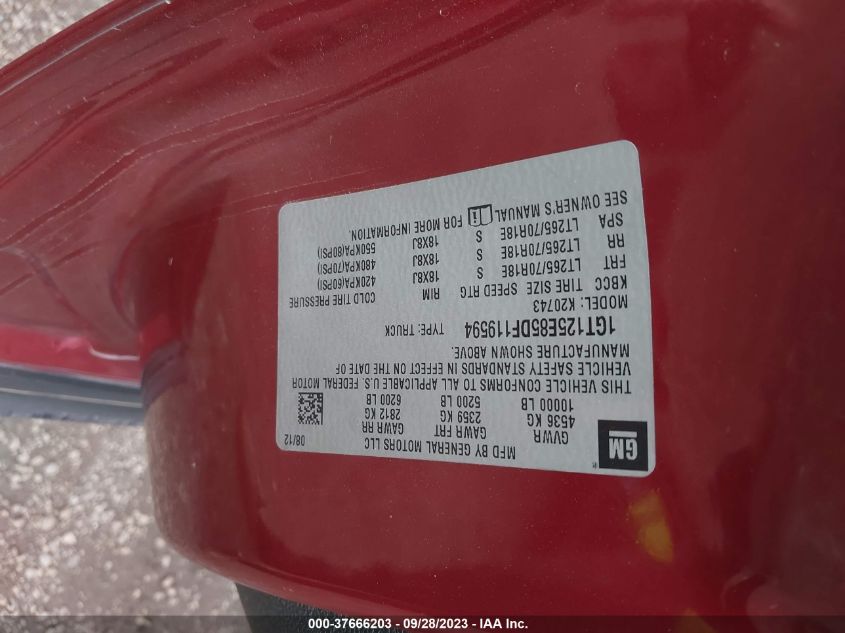 GM
MFD BY GENERAL MOTORS LLC 08/12
GVWR GAWR FRT GAWR RR
4536 KG 2359 KG 2812 KG
10000 LB 5200 LB 6200 LB
THIS VEHICLE CONFORMS TO ALL APPLICABLE U.S. FEDERAL MOTOR
VEHICLE SAFETY STANDARDS IN EFFECT ON THE DATE OF
MANUFACTURE SHOWN ABOVE.
1GT125E85DF119594 TYPE: TRUCK
MODEL: K20743
KBCC TIRE SIZE SPEED RTG RIM COLD TIRE PRESSURE
FRT LT265/70R18E S 18X8J 420KPA(60PSI)
RR LT265/70R18E S 18X8J 480KPA(70PSI)
SPA LT265/70R18E S 18X8J 550KPA(80PSI)
SEE OWNER'S MANUAL FOR MORE INFORMATION.
000-37666203 - 09/28/2023 - IAA Inc.